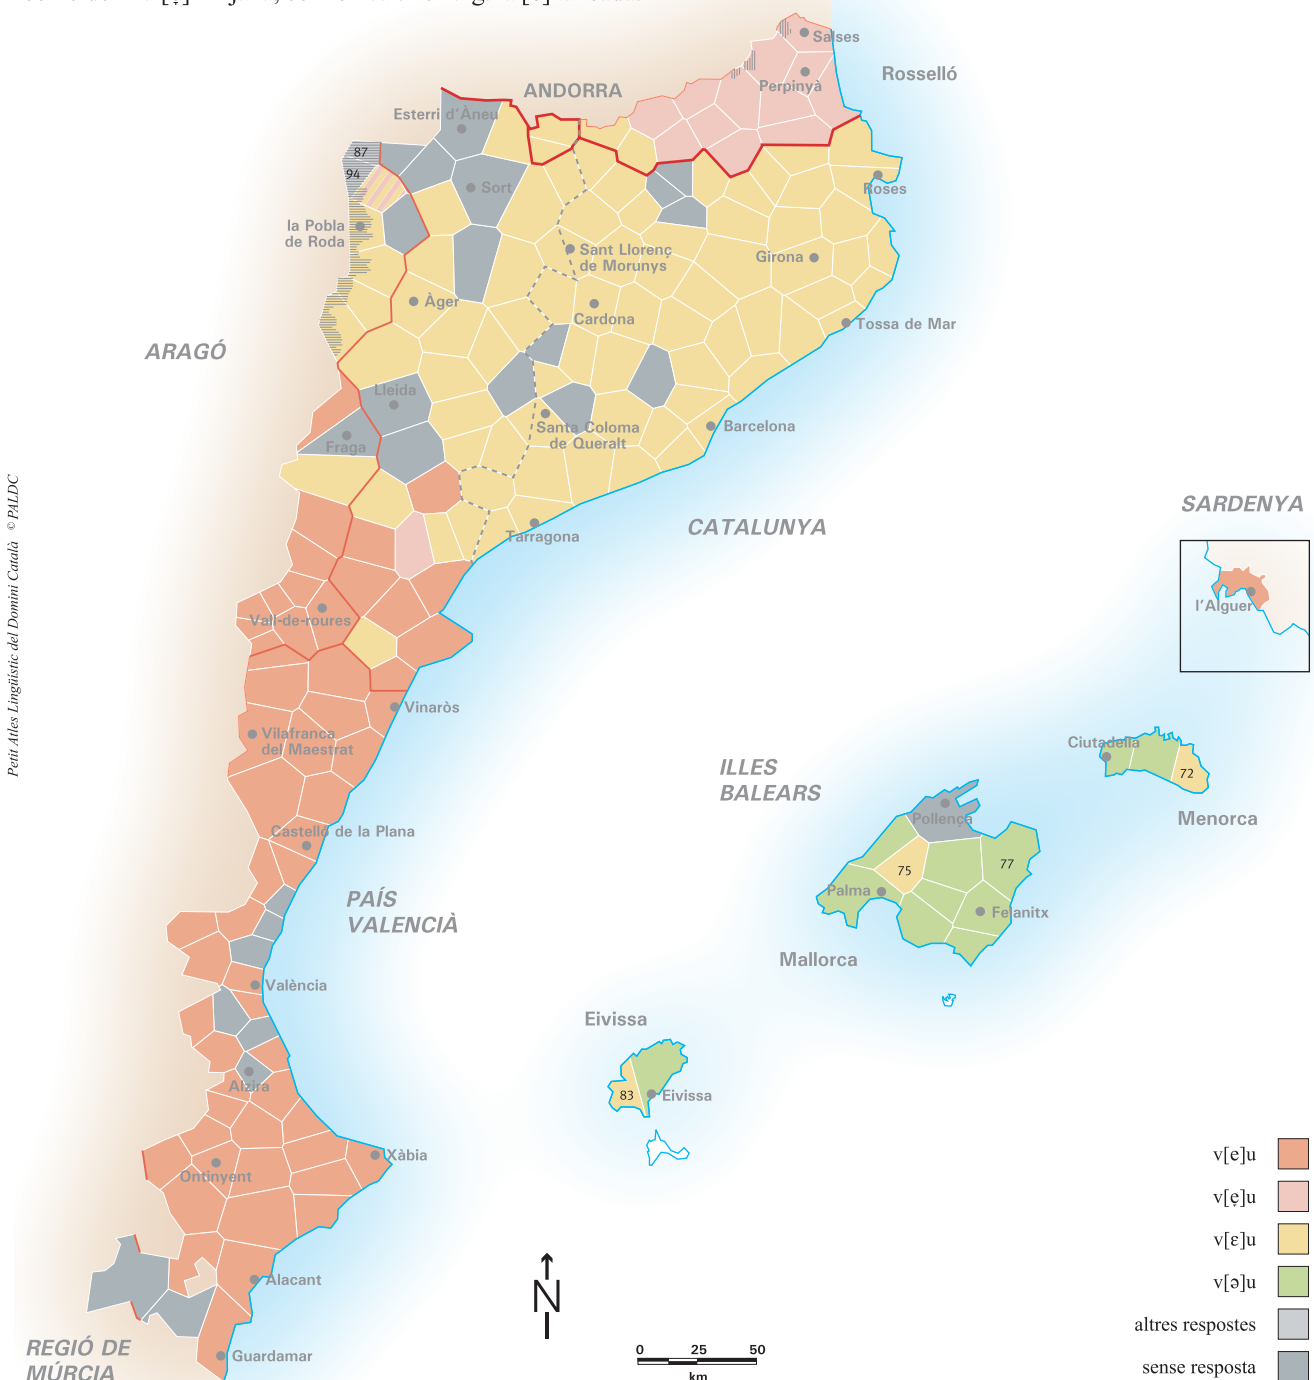 Salses
Rosselló
Perpinyà
ANDORRA
Esterri d'Àneu
87
94
Sort
Roses
la Pobla
de Roda
Sant Llorenç
de Morunys
Girona
Àger
Cardona
Tossa de Mar
ARAGÓ
Lleida
Fraga
Santa Coloma
de Queralt
Barcelona
CATALUNYA
Tarragona
SARDENYA
l'Alguer
Petit Atles Lingüístic del Domini Català © PALDC
Vall-de-roures
Vinaròs
Vilafranca
del Maestrat
Ciutadella
72
Menorca
ILLES
BALEARS
Pollença
75
77
Palma
Felanitx
Mallorca
Castelló de la Plana
PAÍS
VALENCIÀ
València
Eivissa
83
Eivissa
Alzira
Xàbia
Ontinyent
Alacant
Guardamar
REGIÓ DE
MÚRCIA
N
0 25 50
km
v[e]u
v[ẹ]u
v[ɛ]u
v[ə]u
altres respostes
sense resposta